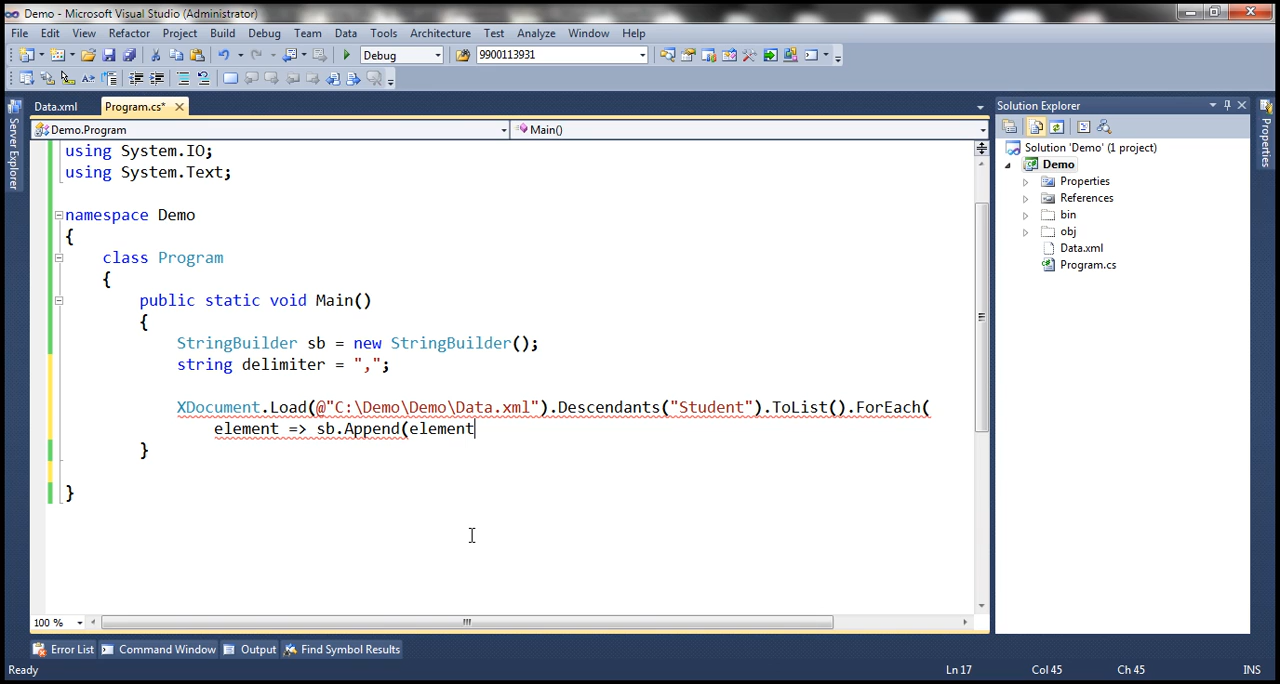 Demo - Microsoft Visual Studio (Administrator)
File Edit View Refactor Project Build Debug Team Data Tools Architecture Test Analyze Window Help
Debug 9900113931
Data.xml Program.cs*
Demo.Program Main()
using System.IO;
using System.Text;
namespace Demo
{
class Program
{
public static void Main()
{
StringBuilder sb = new StringBuilder();
string delimiter = ",";
XDocument.Load(@"C:\Demo\Demo\Data.xml").Descendants("Student").ToList().ForEach(
element => sb.Append(element
}
}
100 %
Server Explorer
Solution Explorer
Solution 'Demo' (1 project)
Demo
Properties
References
bin
obj
Data.xml
Program.cs
Properties
Error List Command Window Output Find Symbol Results
Ready Ln 17 Col 45 Ch 45 INS